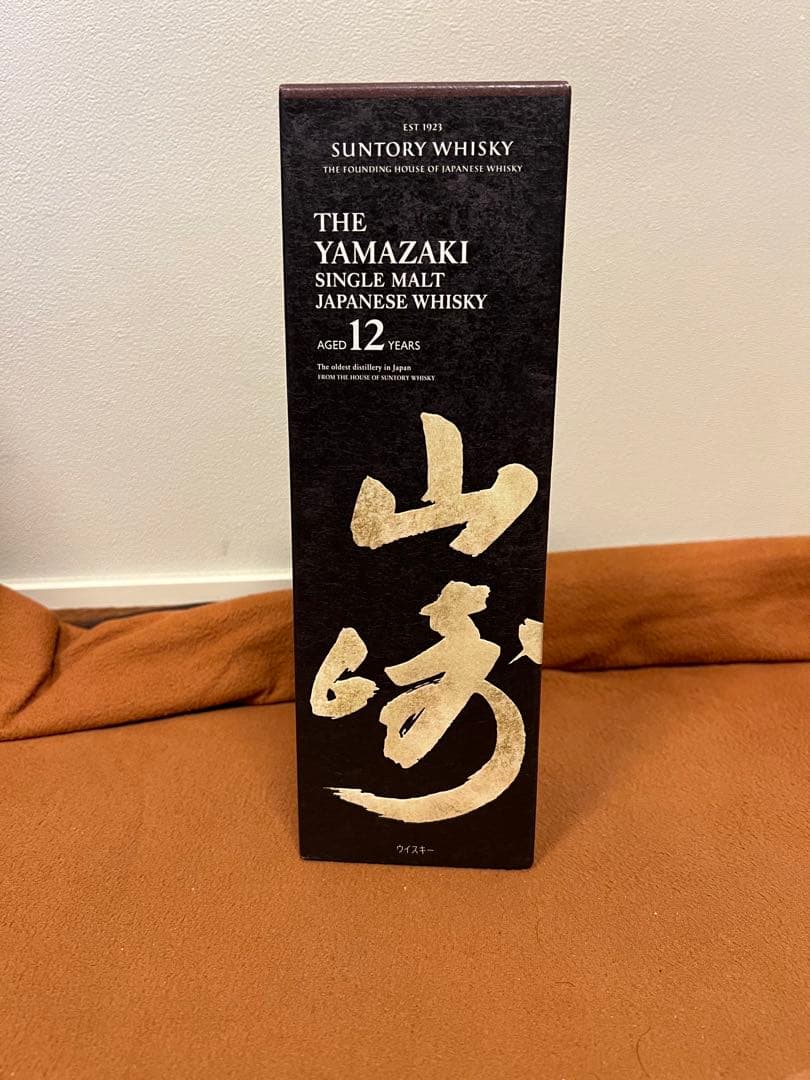 EST 1923
SUNTORY WHISKY
THE FOUNDING HOUSE OF JAPANESE WHISKY
THE
YAMAZAKI
SINGLE MALT
JAPANESE WHISKY
AGED 12 YEARS
The oldest distillery in Japan
FROM THE HOUSE OF SUNTORY WHISKY
山
崎
ウイスキー